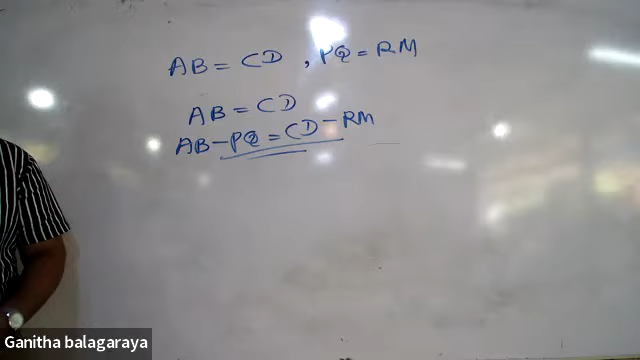 AB = CD , PQ = RM
AB = CD
AB - PQ = CD - RM
Ganitha balagaraya